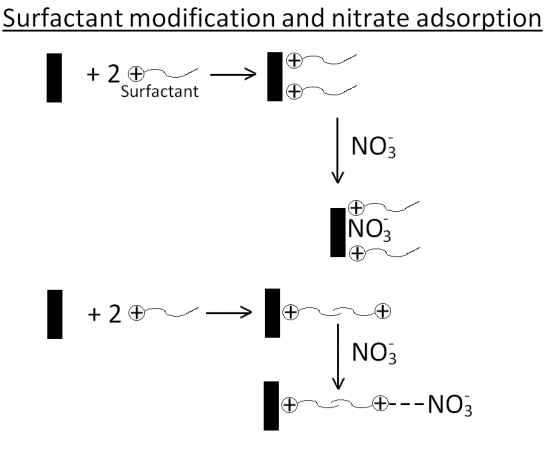 Surfactant modification and nitrate adsorption
+ 2 ⊕
Surfactant
⊕
⊕
NO₃⁻
⊕
NO₃⁻
⊕
+ 2 ⊕
⊕ ⊕
NO₃⁻
⊕ ⊕---NO₃⁻